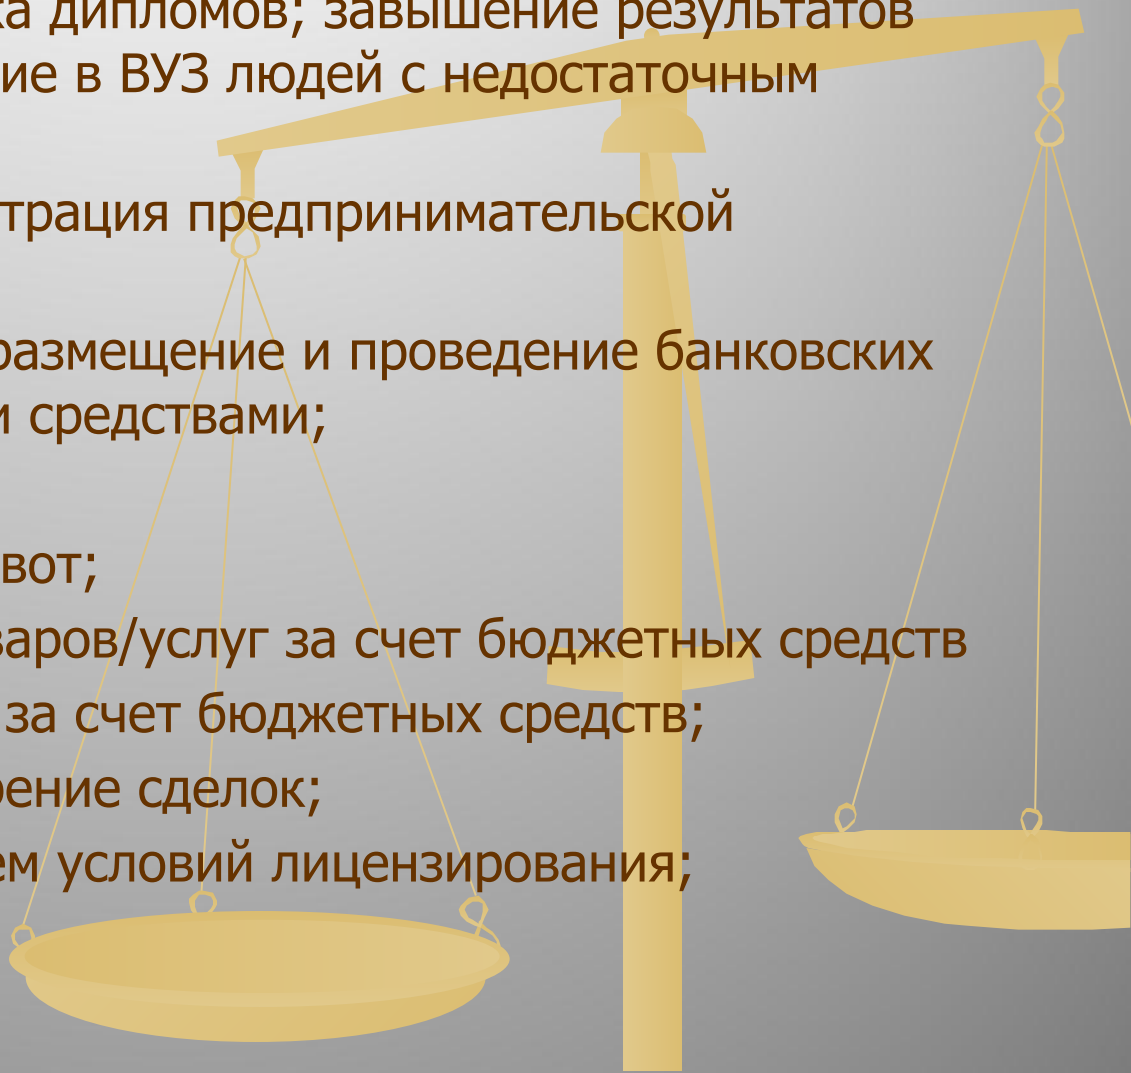 ка дипломов; завышение результатов
ие в ВУЗ людей с недостаточным
трация предпринимательской
размещение и проведение банковских
и средствами;
вот;
варов/услуг за счет бюджетных средств
за счет бюджетных средств;
рение сделок;
ем условий лицензирования;